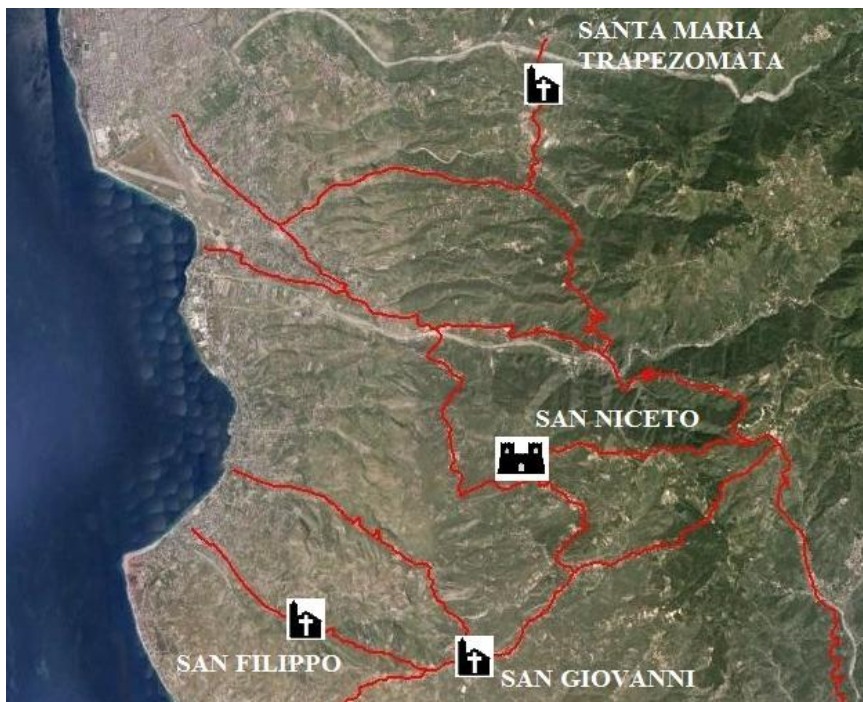 SANTA MARIA
TRAPEZOMATA
SAN NICETO
SAN FILIPPO
SAN GIOVANNI